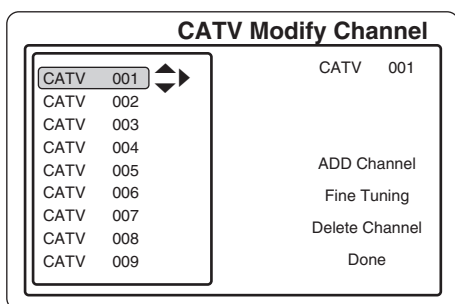 CATV Modify Channel
CATV 001
CATV 002
CATV 003
CATV 004
CATV 005
CATV 006
CATV 007
CATV 008
CATV 009
CATV 001
ADD Channel
Fine Tuning
Delete Channel
Done